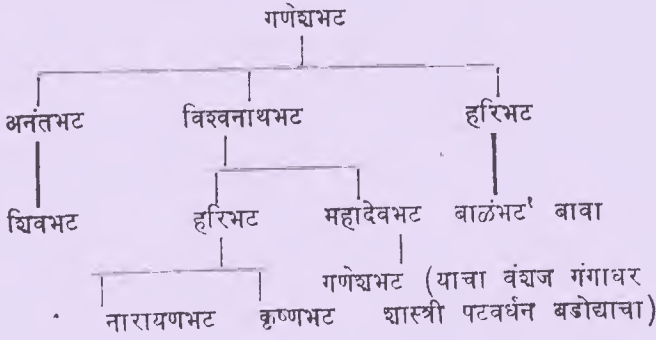 गणेशभट
अनंतभट विश्वनाथभट हरिभट
शिवभट हरिभट महादेवभट बाळंभट' बावा
गणेशभट (याचा वंशज गंगाधर
नारायणभट कृष्णभट शास्त्री पटवर्धन बडोद्याचा)